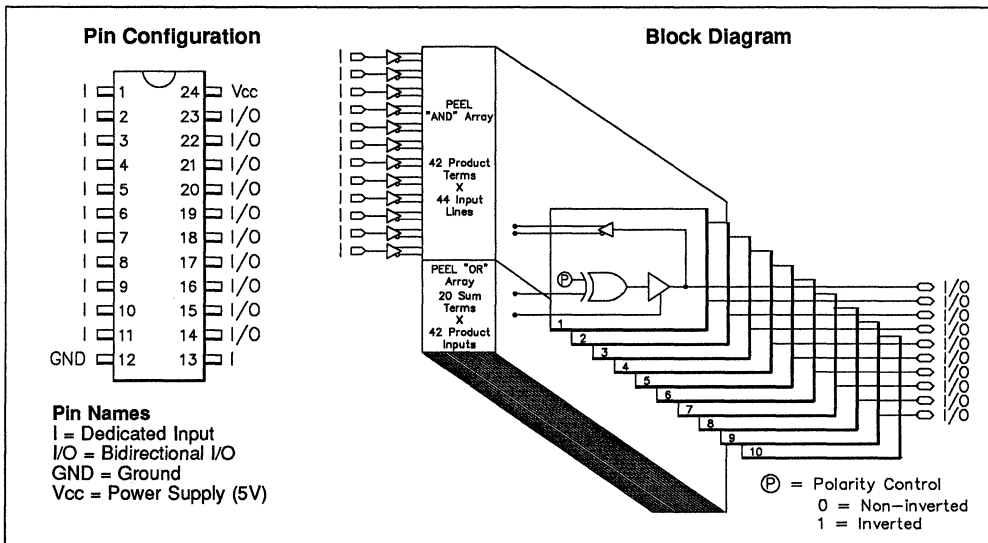 Pin Configuration
I 1 24 Vcc
I 2 23 I/O
I 3 22 I/O
I 4 21 I/O
I 5 20 I/O
I 6 19 I/O
I 7 18 I/O
I 8 17 I/O
I 9 16 I/O
I 10 15 I/O
I 11 14 I/O
GND 12 13 I
Pin Names
I = Dedicated Input
I/O = Bidirectional I/O
GND = Ground
Vcc = Power Supply (5V)
Block Diagram
I
I
I
I
I
I
I
I
I
I
I
I
PEEL
"AND" Array
42 Product
Terms
X
44 Input
Lines
PEEL "OR"
Array
20 Sum
Terms
X
42 Product
Inputs
P
1
2
3
4
5
6
7
8
9
10
I/O
I/O
I/O
I/O
I/O
I/O
I/O
I/O
I/O
I/O
P = Polarity Control
0 = Non-inverted
1 = Inverted